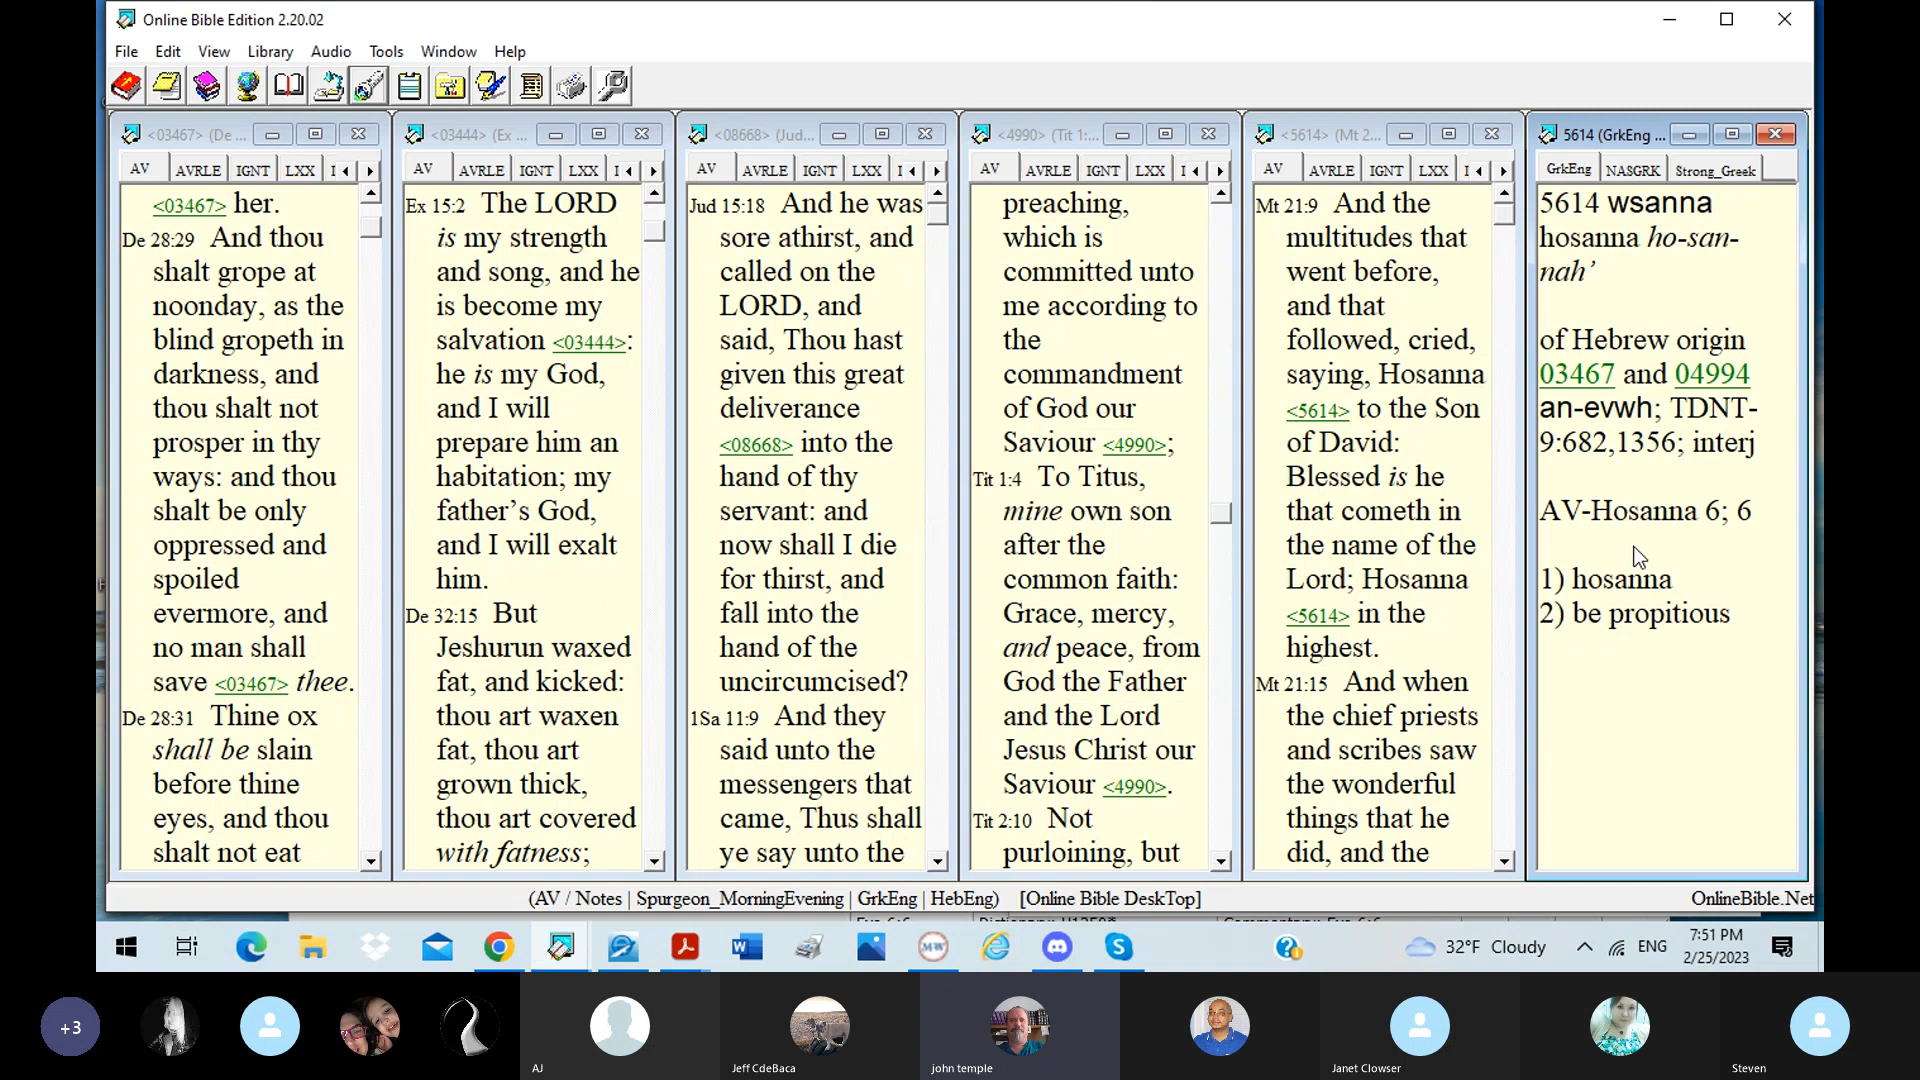 Online Bible Edition 2.20.02
File Edit View Library Audio Tools Window Help
<03467> (De ...
AV AVRLE IGNT LXX
<03467> her.
De 28:29 And thou
shalt grope at
noonday, as the
blind gropeth in
darkness, and
thou shalt not
prosper in thy
ways: and thou
shalt be only
oppressed and
spoiled
evermore, and
no man shall
save <03467> thee.
De 28:31 Thine ox
shall be slain
before thine
eyes, and thou
shalt not eat
<03444> (Ex ...
AV AVRLE IGNT LXX
Ex 15:2 The LORD
is my strength
and song, and he
is become my
salvation <03444>:
he is my God,
and I will
prepare him an
habitation; my
father’s God,
and I will exalt
him.
De 32:15 But
Jeshurun waxed
fat, and kicked:
thou art waxen
fat, thou art
grown thick,
thou art covered
with fatness;
<08668> (Jud...
AV AVRLE IGNT LXX
Jud 15:18 And he was
sore athirst, and
called on the
LORD, and
said, Thou hast
given this great
deliverance
<08668> into the
hand of thy
servant: and
now shall I die
for thirst, and
fall into the
hand of the
uncircumcised?
1Sa 11:9 And they
said unto the
messengers that
came, Thus shall
ye say unto the
<4990> (Tit 1:...
AV AVRLE IGNT LXX
preaching,
which is
committed unto
me according to
the
commandment
of God our
Saviour <4990>;
Tit 1:4 To Titus,
mine own son
after the
common faith:
Grace, mercy,
and peace, from
God the Father
and the Lord
Jesus Christ our
Saviour <4990>.
Tit 2:10 Not
purloining, but
<5614> (Mt 2...
AV AVRLE IGNT LXX
Mt 21:9 And the
multitudes that
went before,
and that
followed, cried,
saying, Hosanna
<5614> to the Son
of David:
Blessed is he
that cometh in
the name of the
Lord; Hosanna
<5614> in the
highest.
Mt 21:15 And when
the chief priests
and scribes saw
the wonderful
things that he
did, and the
5614 (GrkEng ...
GrkEng NASGRK Strong_Greek
5614 wsanna
hosanna ho-san-
nah’
of Hebrew origin
03467 and 04994
an-evwh; TDNT-
9:682,1356; interj
AV-Hosanna 6; 6
1) hosanna
2) be propitious
(AV / Notes | Spurgeon_MorningEvening | GrkEng | HebEng) [Online Bible DeskTop] OnlineBible.Net
32°F Cloudy ENG 7:51 PM
2/25/2023
+3
AJ
Jeff CdeBaca
john temple
Janet Clowser
Steven